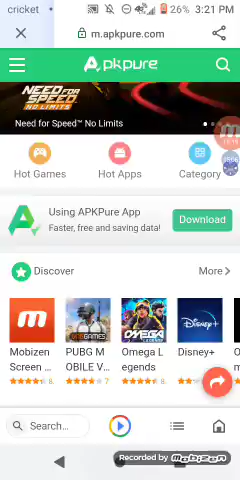 cricket
26% 3:21 PM
m.apkpure.com
Apkpure
NEED FOR SPEED
NO LIMITS
Need for Speed™ No Limits
Hot Games
Hot Apps
Category
Using APKPure App
Faster, free and saving data!
Download
Discover
More
Mobizen Screen ...
PUBG MOBILE V...
Omega Legends
Disney+
Search...
Recorded by Mobizen